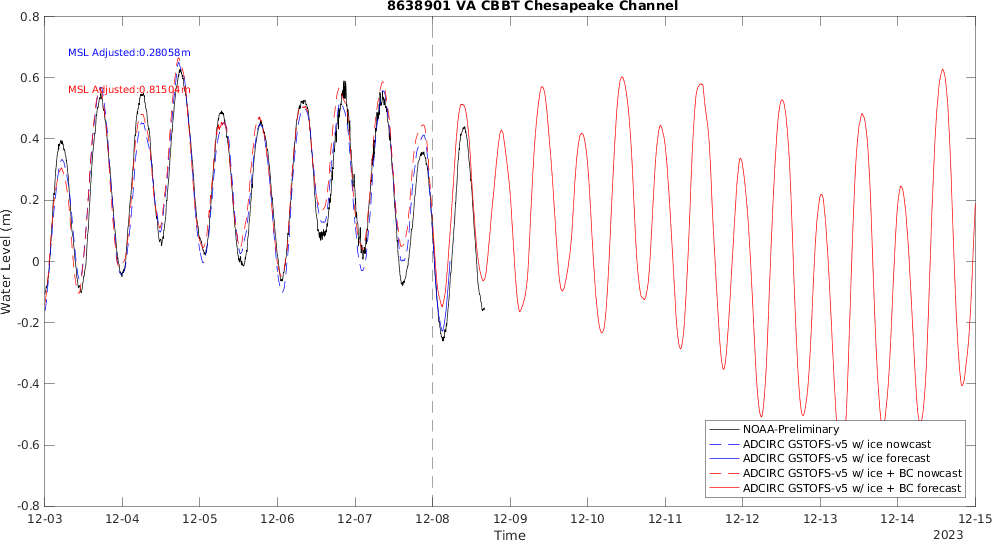 8638901 VA CBBT Chesapeake Channel
MSL Adjusted:0.28058m
MSL Adjusted:0.81504m
Water Level (m)
0.8
0.6
0.4
0.2
0
-0.2
-0.4
-0.6
-0.8
NOAA-Preliminary
ADCIRC GSTOFS-v5 w/ ice nowcast
ADCIRC GSTOFS-v5 w/ ice forecast
ADCIRC GSTOFS-v5 w/ ice + BC nowcast
ADCIRC GSTOFS-v5 w/ ice + BC forecast
12-03 12-04 12-05 12-06 12-07 12-08 12-09 12-10 12-11 12-12 12-13 12-14 12-15
Time
2023